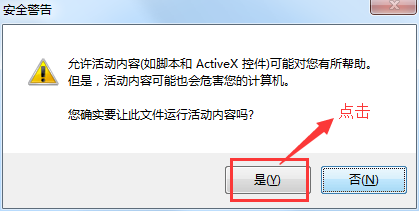 安全警告
允许活动内容(如脚本和 ActiveX 控件)可能对您有所帮助。
但是，活动内容可能也会危害您的计算机。
您确实要让此文件运行活动内容吗?
点击
是(Y)
否(N)